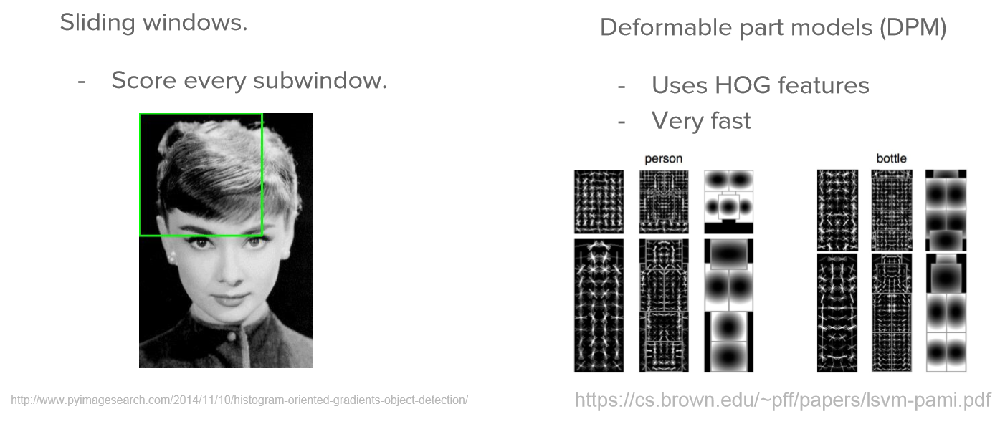 Sliding windows.
- Score every subwindow.
http://www.pyimagesearch.com/2014/11/10/histogram-oriented-gradients-object-detection/
Deformable part models (DPM)
- Uses HOG features
- Very fast
person
bottle
https://cs.brown.edu/~pff/papers/lsvm-pami.pdf